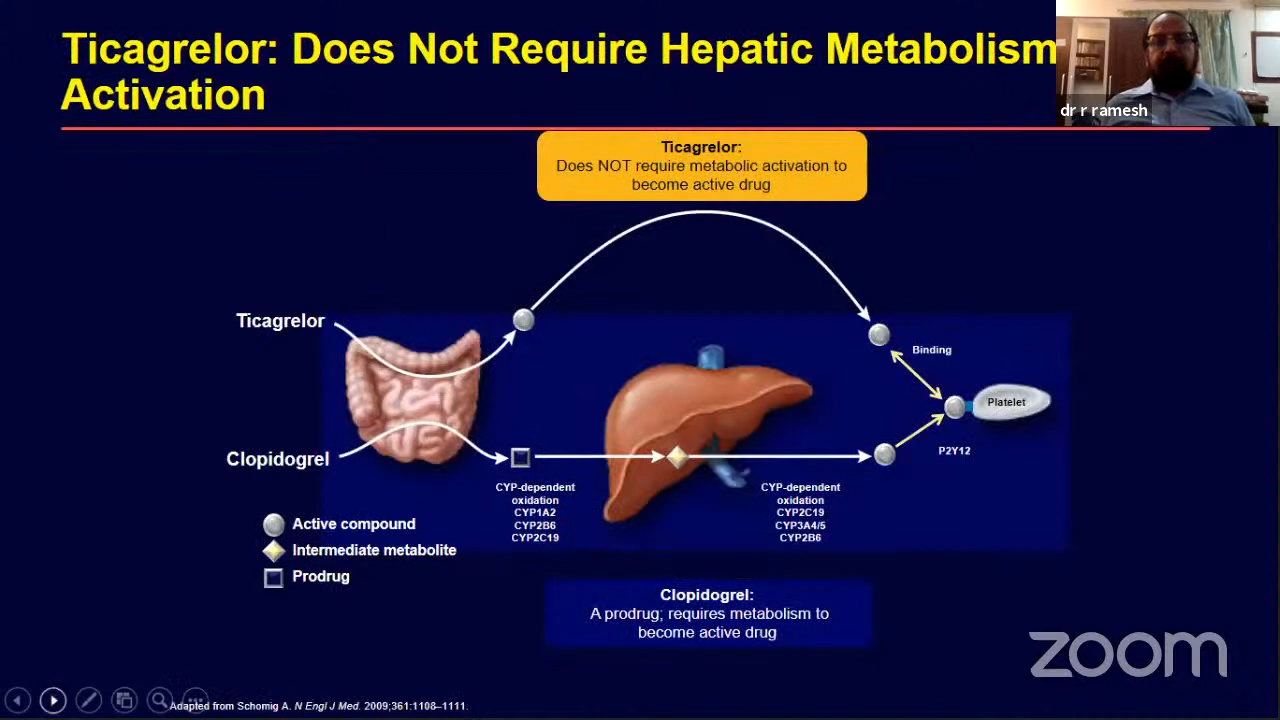 Ticagrelor: Does Not Require Hepatic Metabolism
Activation
dr r ramesh
Ticagrelor:
Does NOT require metabolic activation to
become active drug
Ticagrelor
Binding
Platelet
P2Y12
Clopidogrel
CYP-dependent
oxidation
CYP1A2
CYP2B6
CYP2C19
CYP-dependent
oxidation
CYP2C19
CYP3A4/5
CYP2B6
Active compound
Intermediate metabolite
Prodrug
Clopidogrel:
A prodrug; requires metabolism to
become active drug
zoom
Adapted from Schomig A. N Engl J Med. 2009;361:1108–1111.